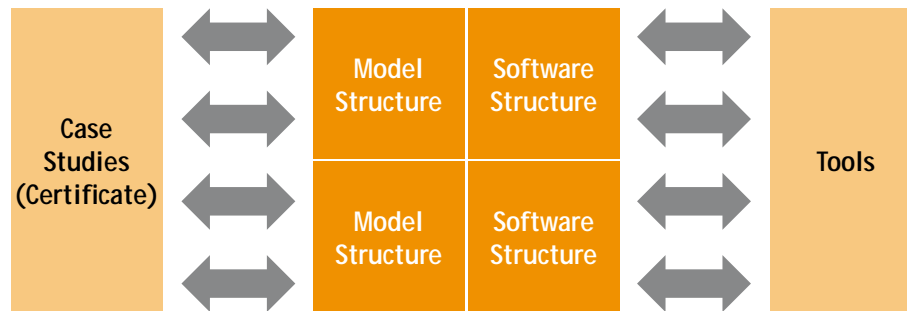 Case
Studies
(Certificate)
Model
Structure
Software
Structure
Model
Structure
Software
Structure
Tools